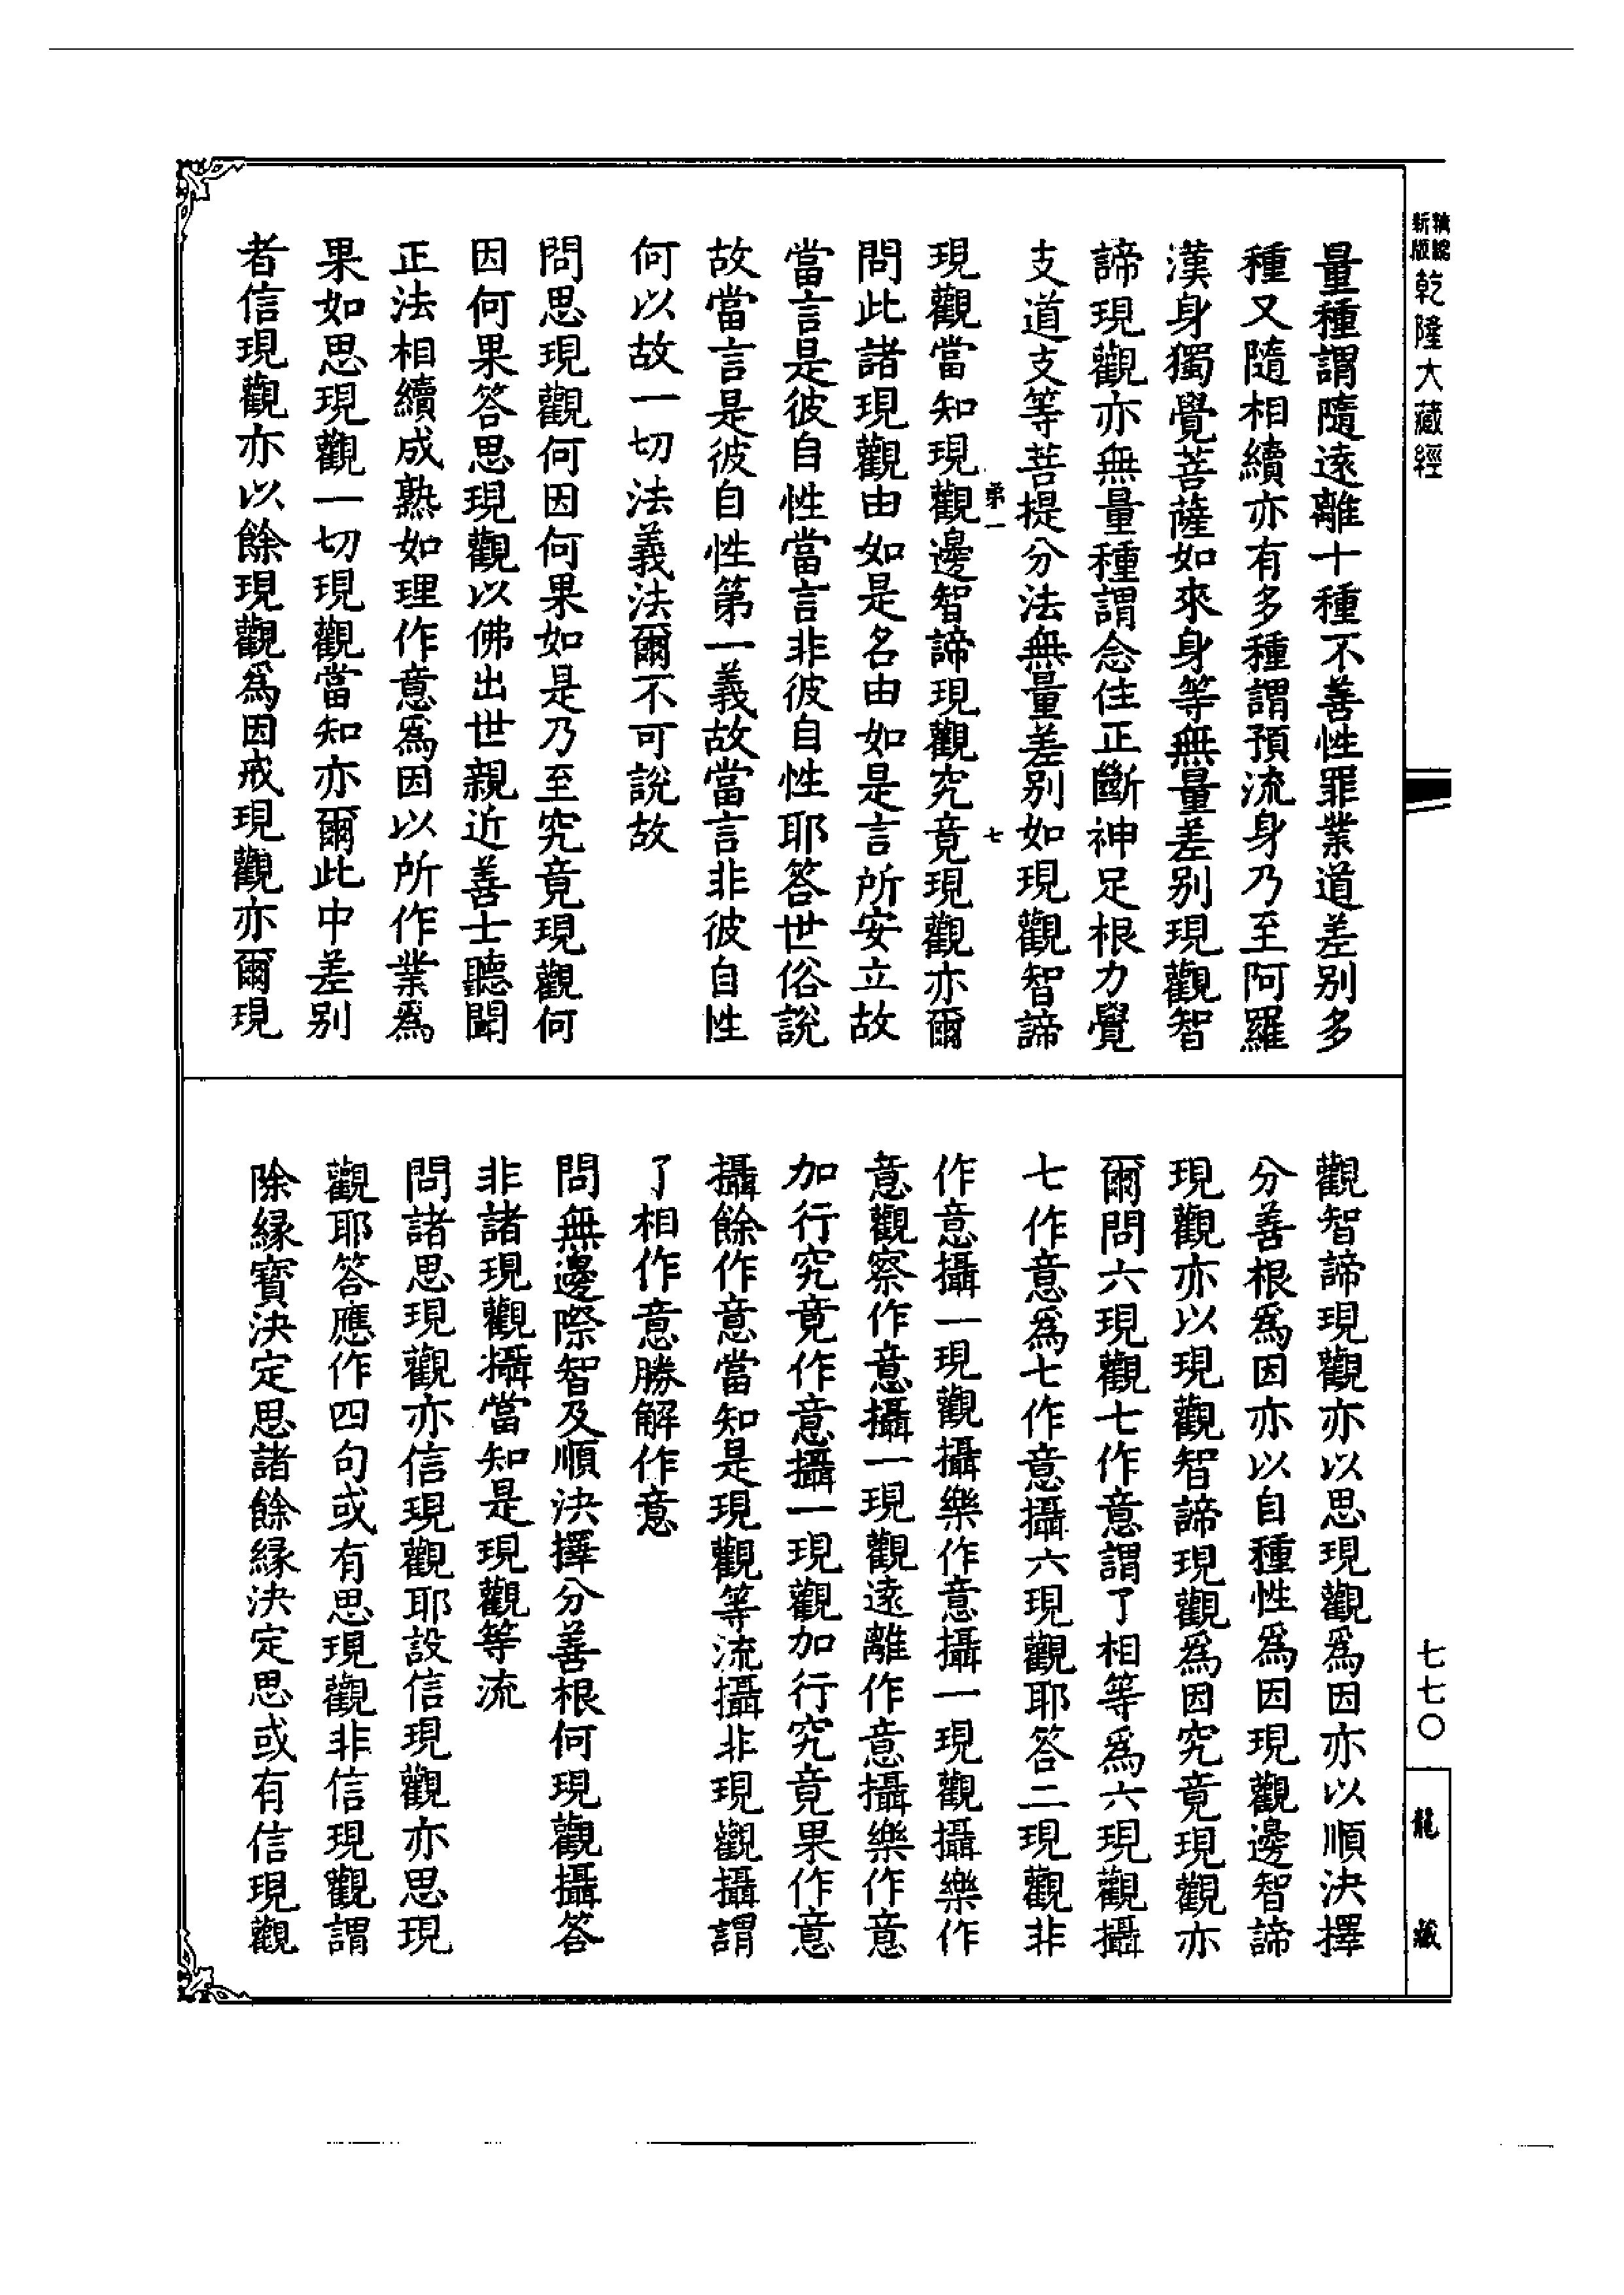 新編
新版
乾隆大藏經
量種謂隨遠離十種不善性罪業道差别多
種又隨相續亦有多種謂預流身乃至阿羅
漢身獨覺菩薩如來身等無量差别現觀智
諦現觀亦無量種謂念住正斷神足根力覺
支道支等菩提分法無量差别如現觀智諦
第一
七
現觀當知現觀邊智諦現觀究竟現觀亦爾
問此諸現觀由如是名由如是言所安立故
當言是彼自性當言非彼自性耶答世俗說
故當言是彼自性第一義故當言非彼自性
何以故一切法義法爾不可說故
問思現觀何因何果如是乃至究竟現觀何
因何果答思現觀以佛出世親近善士聽聞
正法相續成熟如理作意爲因以所作業爲
果如思現觀一切現觀當知亦爾此中差别
者信現觀亦以餘現觀爲因戒現觀亦爾現
觀智諦現觀亦以思現觀爲因亦以順決擇
分善根爲因亦以自種性爲因現觀邊智諦
現觀亦以現觀智諦現觀爲因究竟現觀亦
爾問六現觀七作意謂了相等爲六現觀攝
七作意爲七作意攝六現觀耶答二現觀非
作意攝一現觀攝樂作意攝一現觀攝樂作
意觀察作意攝一現觀遠離作意攝樂作意
加行究竟作意攝一現觀加行究竟果作意
攝餘作意當知是現觀等流攝非現觀攝謂
了相作意勝解作意
問無邊際智及順決擇分善根何現觀攝答
非諸現觀攝當知是現觀等流
問諸思現觀亦信現觀耶設信現觀亦思現
觀耶答應作四句或有思現觀非信現觀謂
除緣寶決定思諸餘緣決定思或有信現觀
七七〇
龍藏